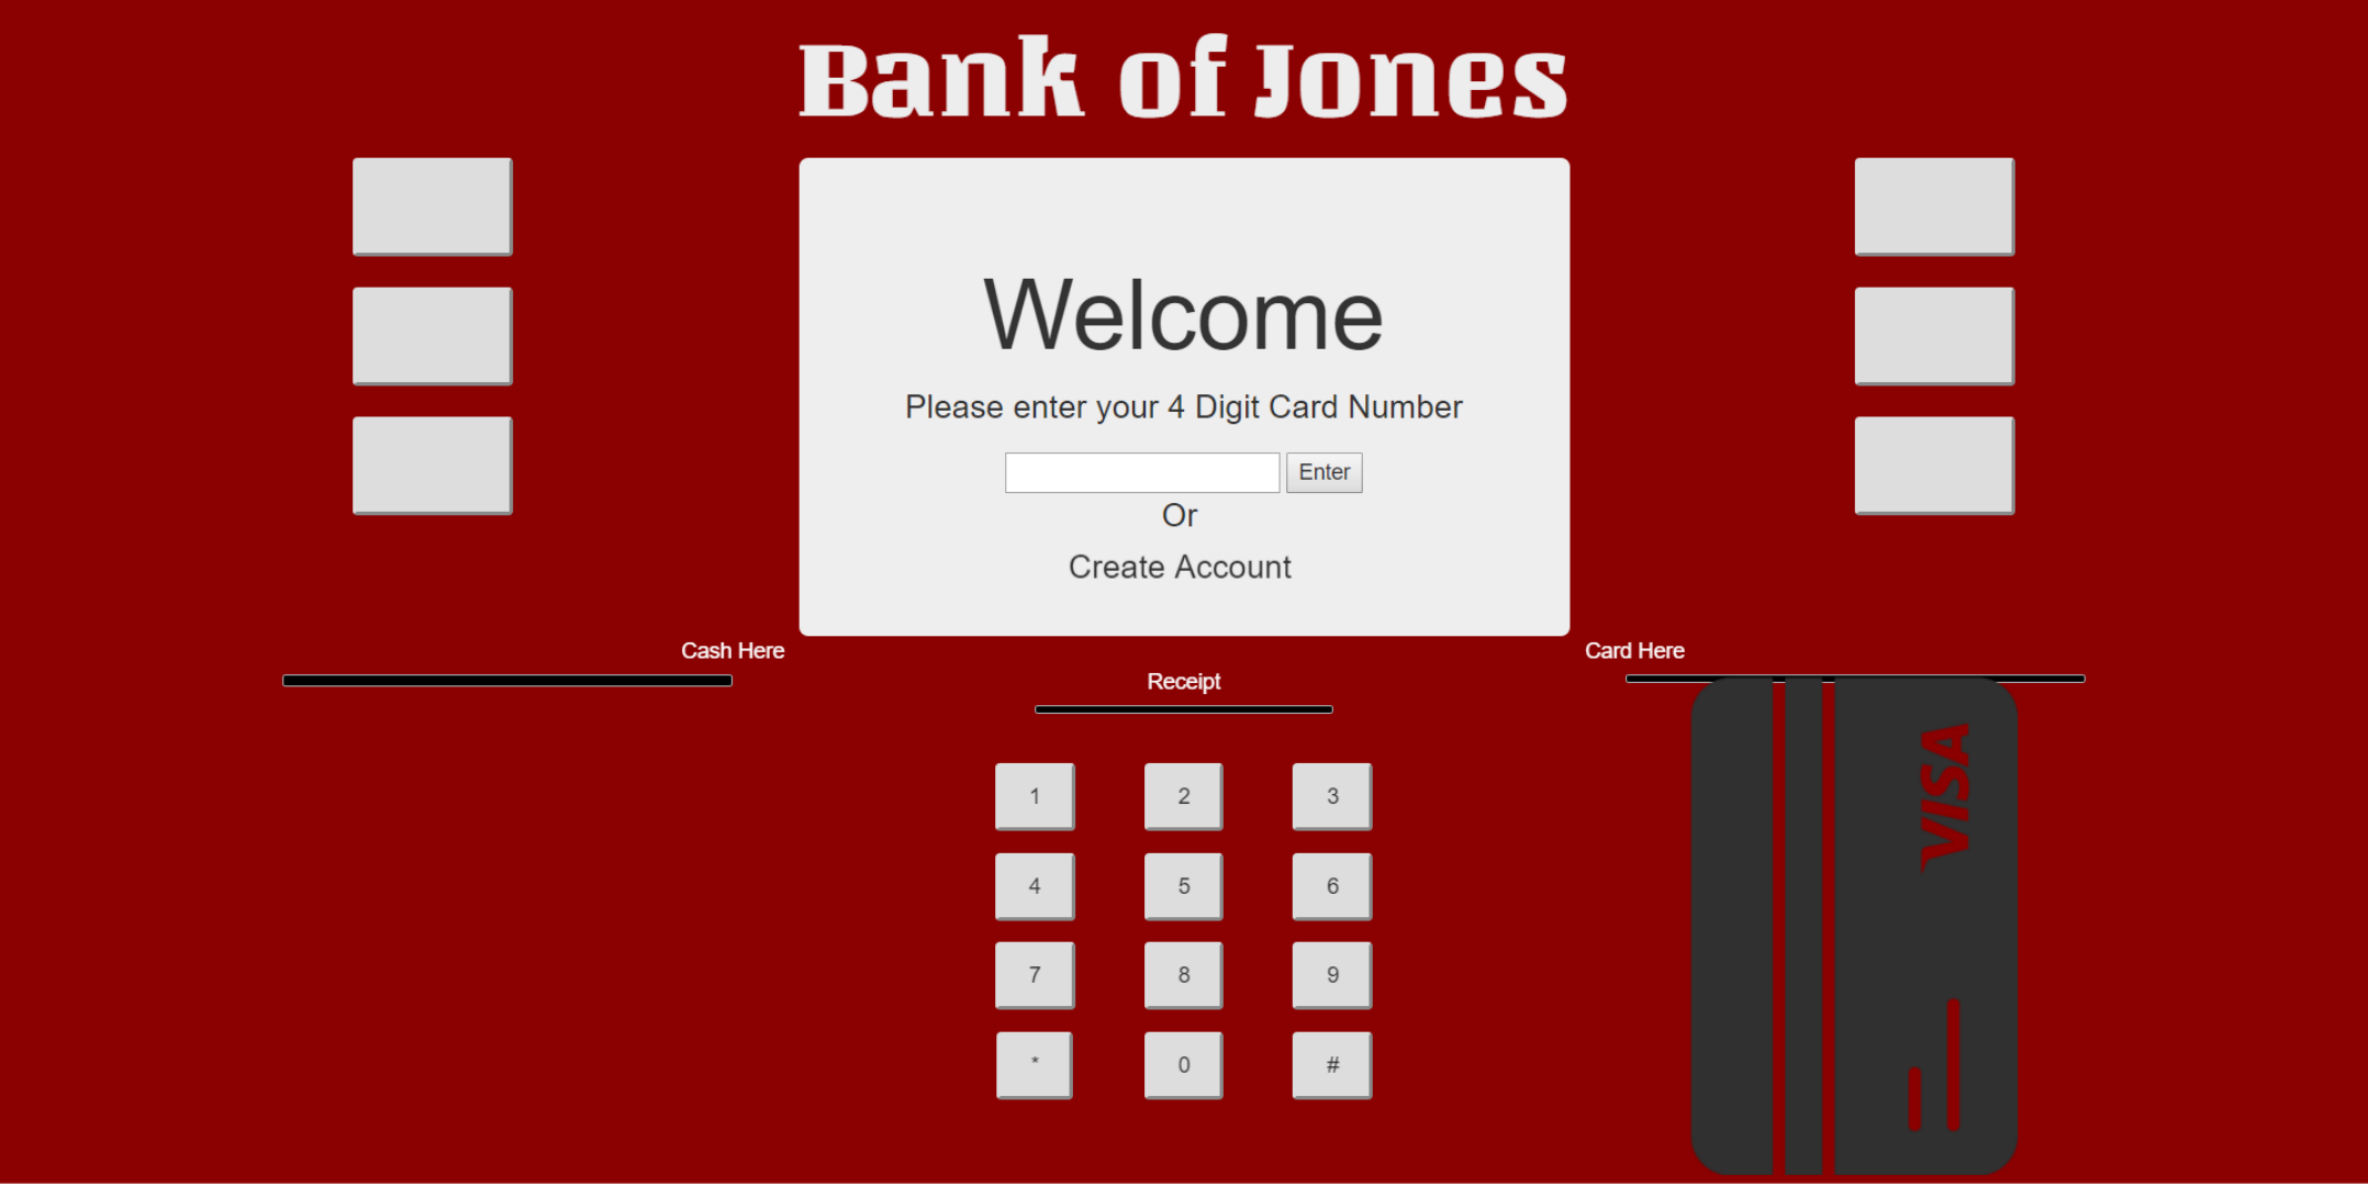 Bank of Jones
Welcome
Please enter your 4 Digit Card Number
Enter
Or
Create Account
Cash Here
Card Here
Receipt
VISA
1 2 3
4 5 6
7 8 9
* 0 #